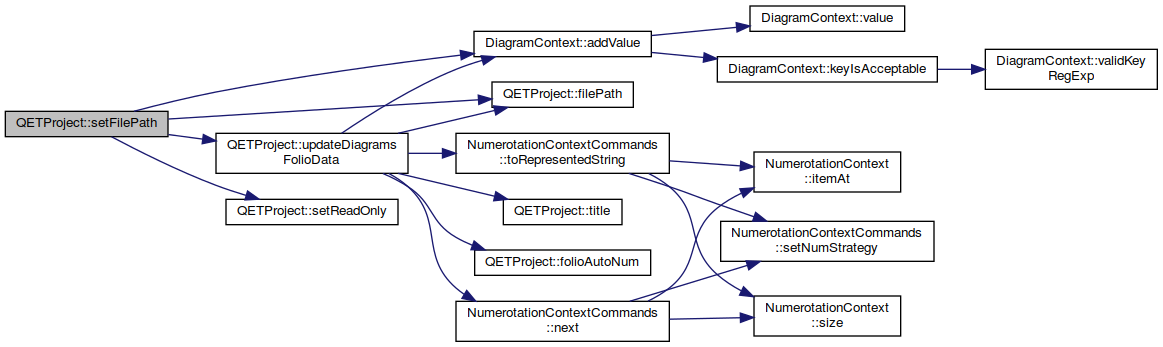 QETProject::setFilePath
QETProject::updateDiagrams
FolioData
QETProject::setReadOnly
DiagramContext::addValue
QETProject::filePath
NumerotationContextCommands
::toRepresentedString
QETProject::title
QETProject::folioAutoNum
NumerotationContextCommands
::next
DiagramContext::value
DiagramContext::keyIsAcceptable
NumerotationContext
::itemAt
NumerotationContextCommands
::setNumStrategy
NumerotationContext
::size
DiagramContext::validKey
RegExp